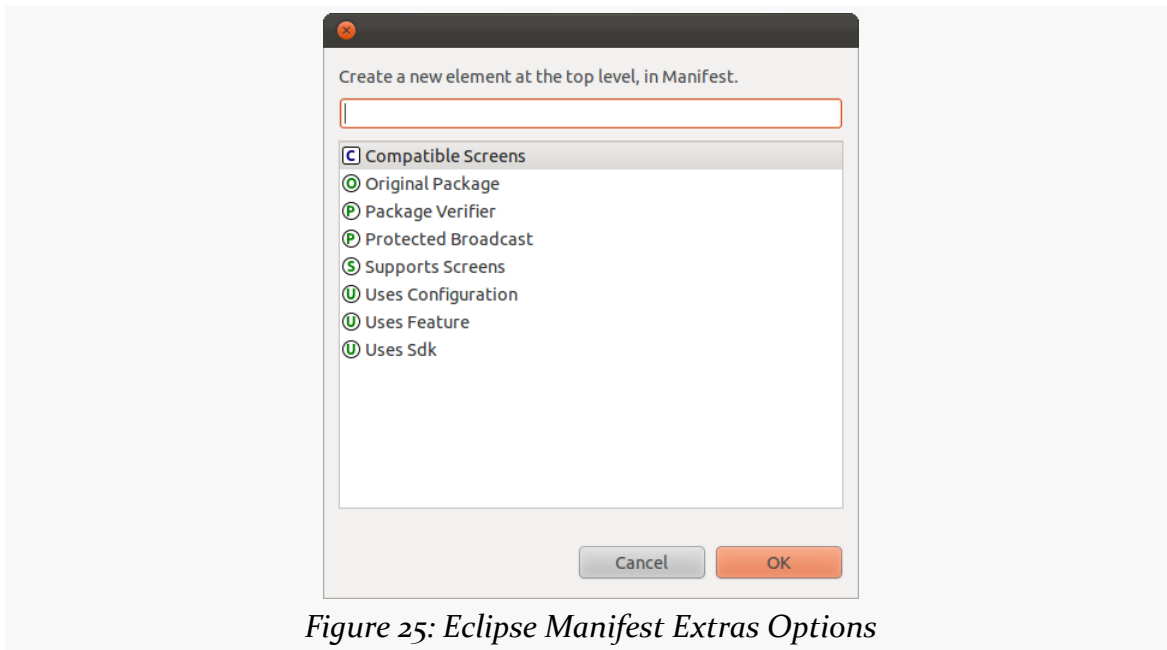 Create a new element at the top level, in Manifest.
C Compatible Screens
O Original Package
P Package Verifier
P Protected Broadcast
S Supports Screens
U Uses Configuration
U Uses Feature
U Uses Sdk
Cancel OK
Figure 25: Eclipse Manifest Extras Options